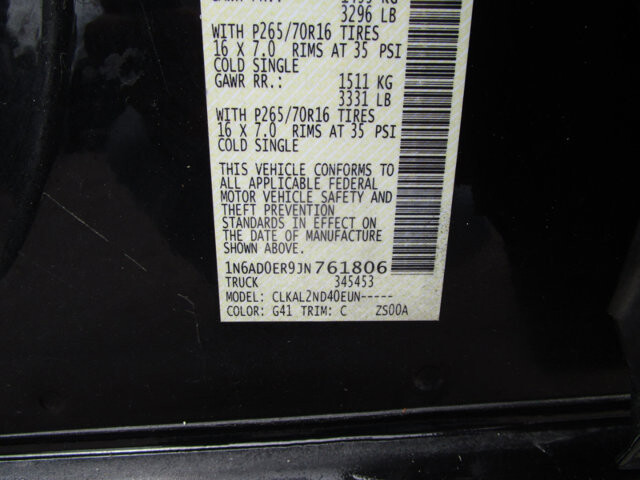 3296 LB
WITH P265/70R16 TIRES
16 X 7.0 RIMS AT 35 PSI
COLD SINGLE
GAWR RR.: 1511 KG
3331 LB
WITH P265/70R16 TIRES
16 X 7.0 RIMS AT 35 PSI
COLD SINGLE
THIS VEHICLE CONFORMS TO
ALL APPLICABLE FEDERAL
MOTOR VEHICLE SAFETY AND
THEFT PREVENTION
STANDARDS IN EFFECT ON
THE DATE OF MANUFACTURE
SHOWN ABOVE.
1N6AD0ER9JN761806
TRUCK 345453
MODEL: CLKAL2ND40EUN-----
COLOR: G41 TRIM: C ZS00A